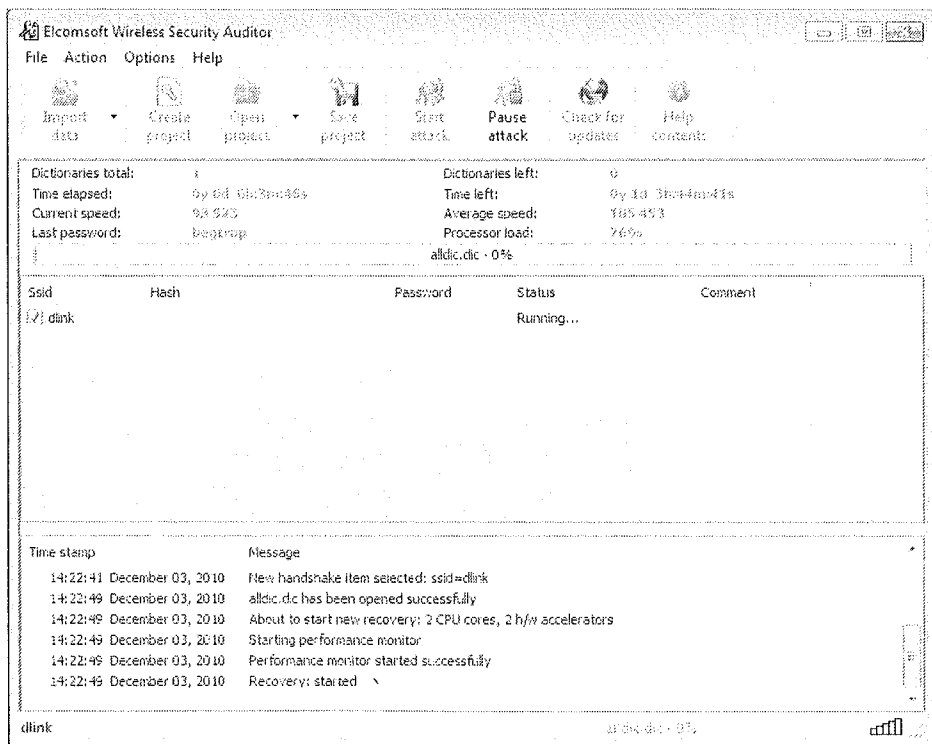 Elcomsoft Wireless Security Auditor
File Action Options Help
Import data Create project Open project Save project Start attack Pause attack Check for updates Help contents
Dictionaries total: 1 Dictionaries left: 0
Time elapsed: Time left:
Current speed: Average speed:
Last password: Processor load:
alldic.dic - 0%
Ssid Hash Password Status Comment
dlink Running...
Time stamp Message
14:22:41 December 03, 2010 New handshake item selected: ssid=dlink
14:22:49 December 03, 2010 alldic.dic has been opened successfully
14:22:49 December 03, 2010 About to start new recovery: 2 CPU cores, 2 h/w accelerators
14:22:49 December 03, 2010 Starting performance monitor
14:22:49 December 03, 2010 Performance monitor started successfully
14:22:49 December 03, 2010 Recovery: started
dlink alldic.dic - 0%